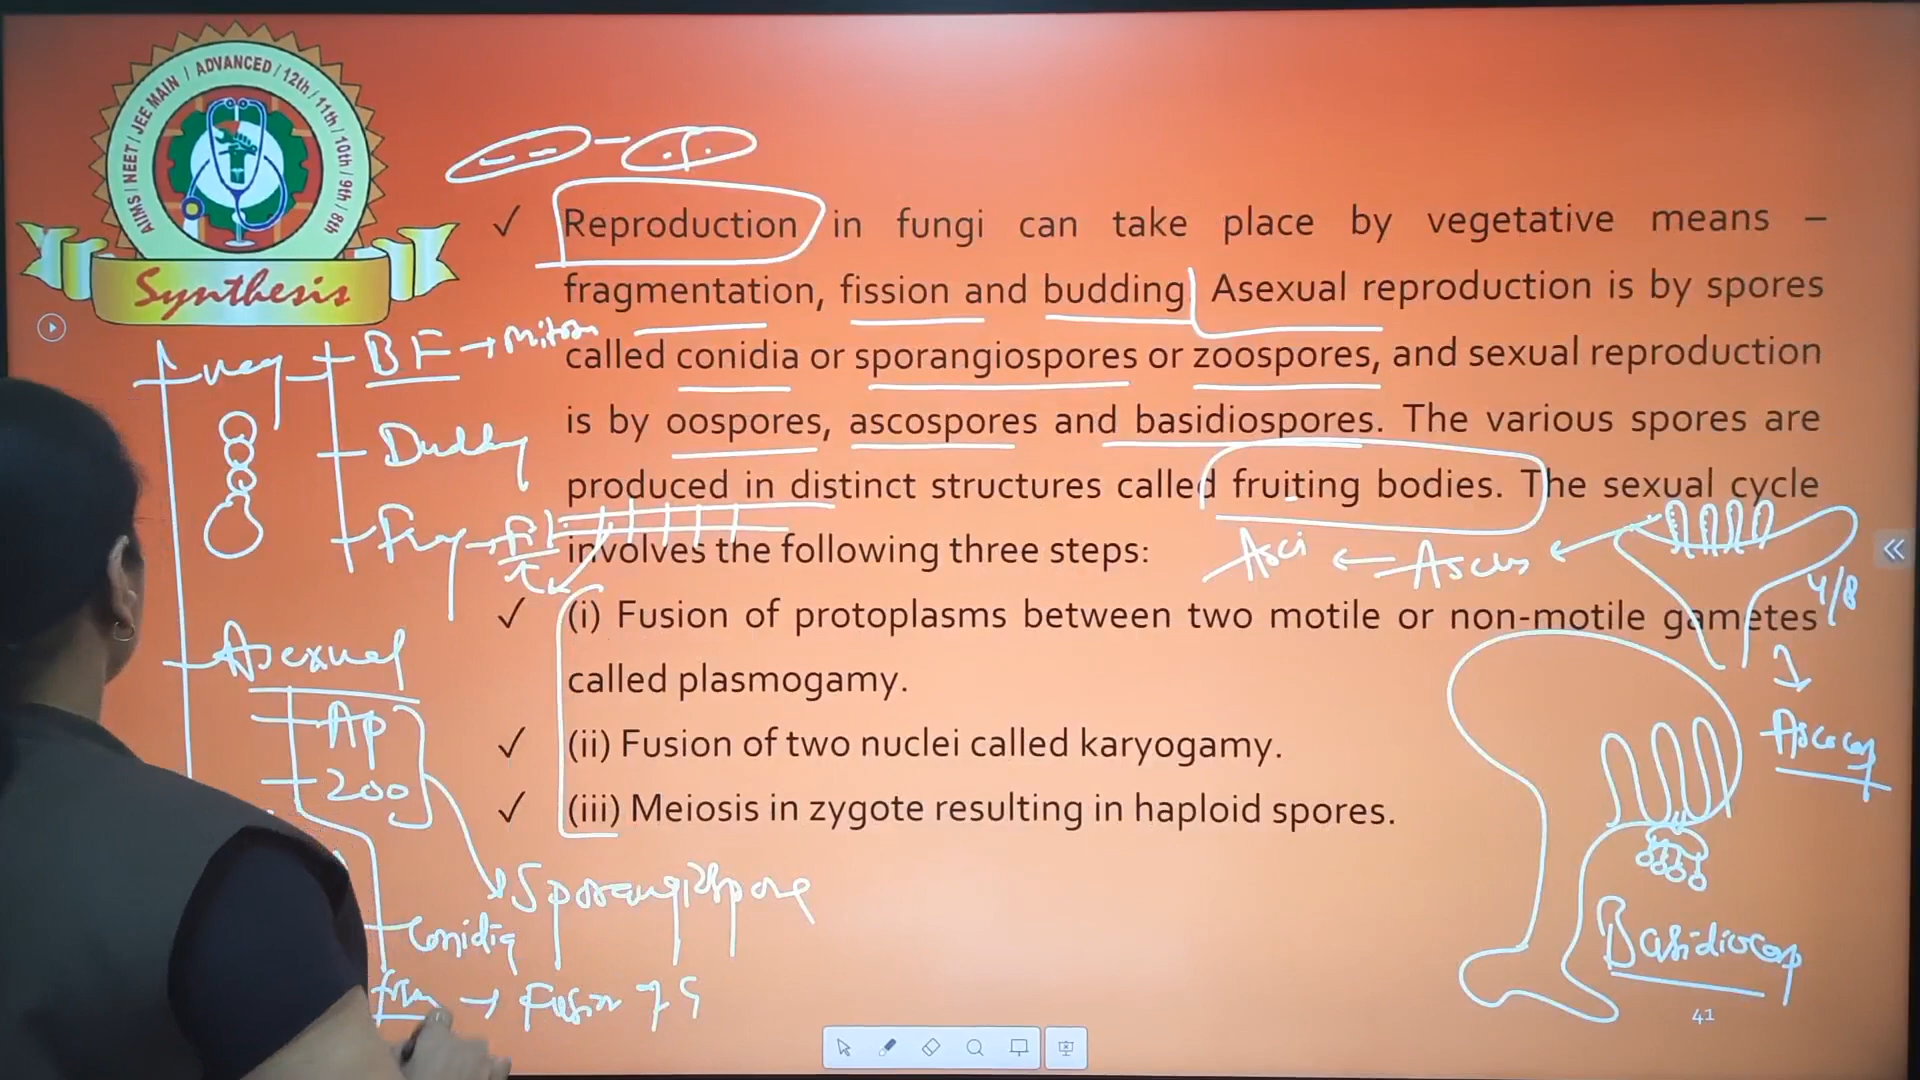 AIIMS / NEET / JEE MAIN / ADVANCED / 12th / 11th / 10th / 9th / 8th
Synthesis
✓ Reproduction in fungi can take place by vegetative means –
fragmentation, fission and budding. Asexual reproduction is by spores
called conidia or sporangiospores or zoospores, and sexual reproduction
is by oospores, ascospores and basidiospores. The various spores are
produced in distinct structures called fruiting bodies. The sexual cycle
involves the following three steps:
✓ (i) Fusion of protoplasms between two motile or non-motile gametes
called plasmogamy.
✓ (ii) Fusion of two nuclei called karyogamy.
✓ (iii) Meiosis in zygote resulting in haploid spores.
Veg
BF →
Asci ← Ascus
4/8
Asexual
Ap
Zoo
Conidia
Fusion
41